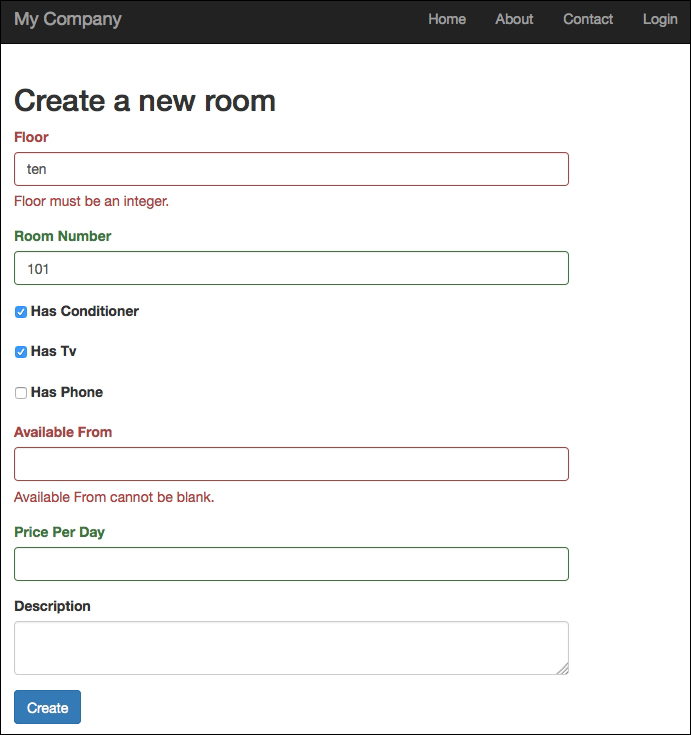 My Company Home About Contact Login
Create a new room
Floor
ten
Floor must be an integer.
Room Number
101
Has Conditioner
Has Tv
Has Phone
Available From
Available From cannot be blank.
Price Per Day
Description
Create